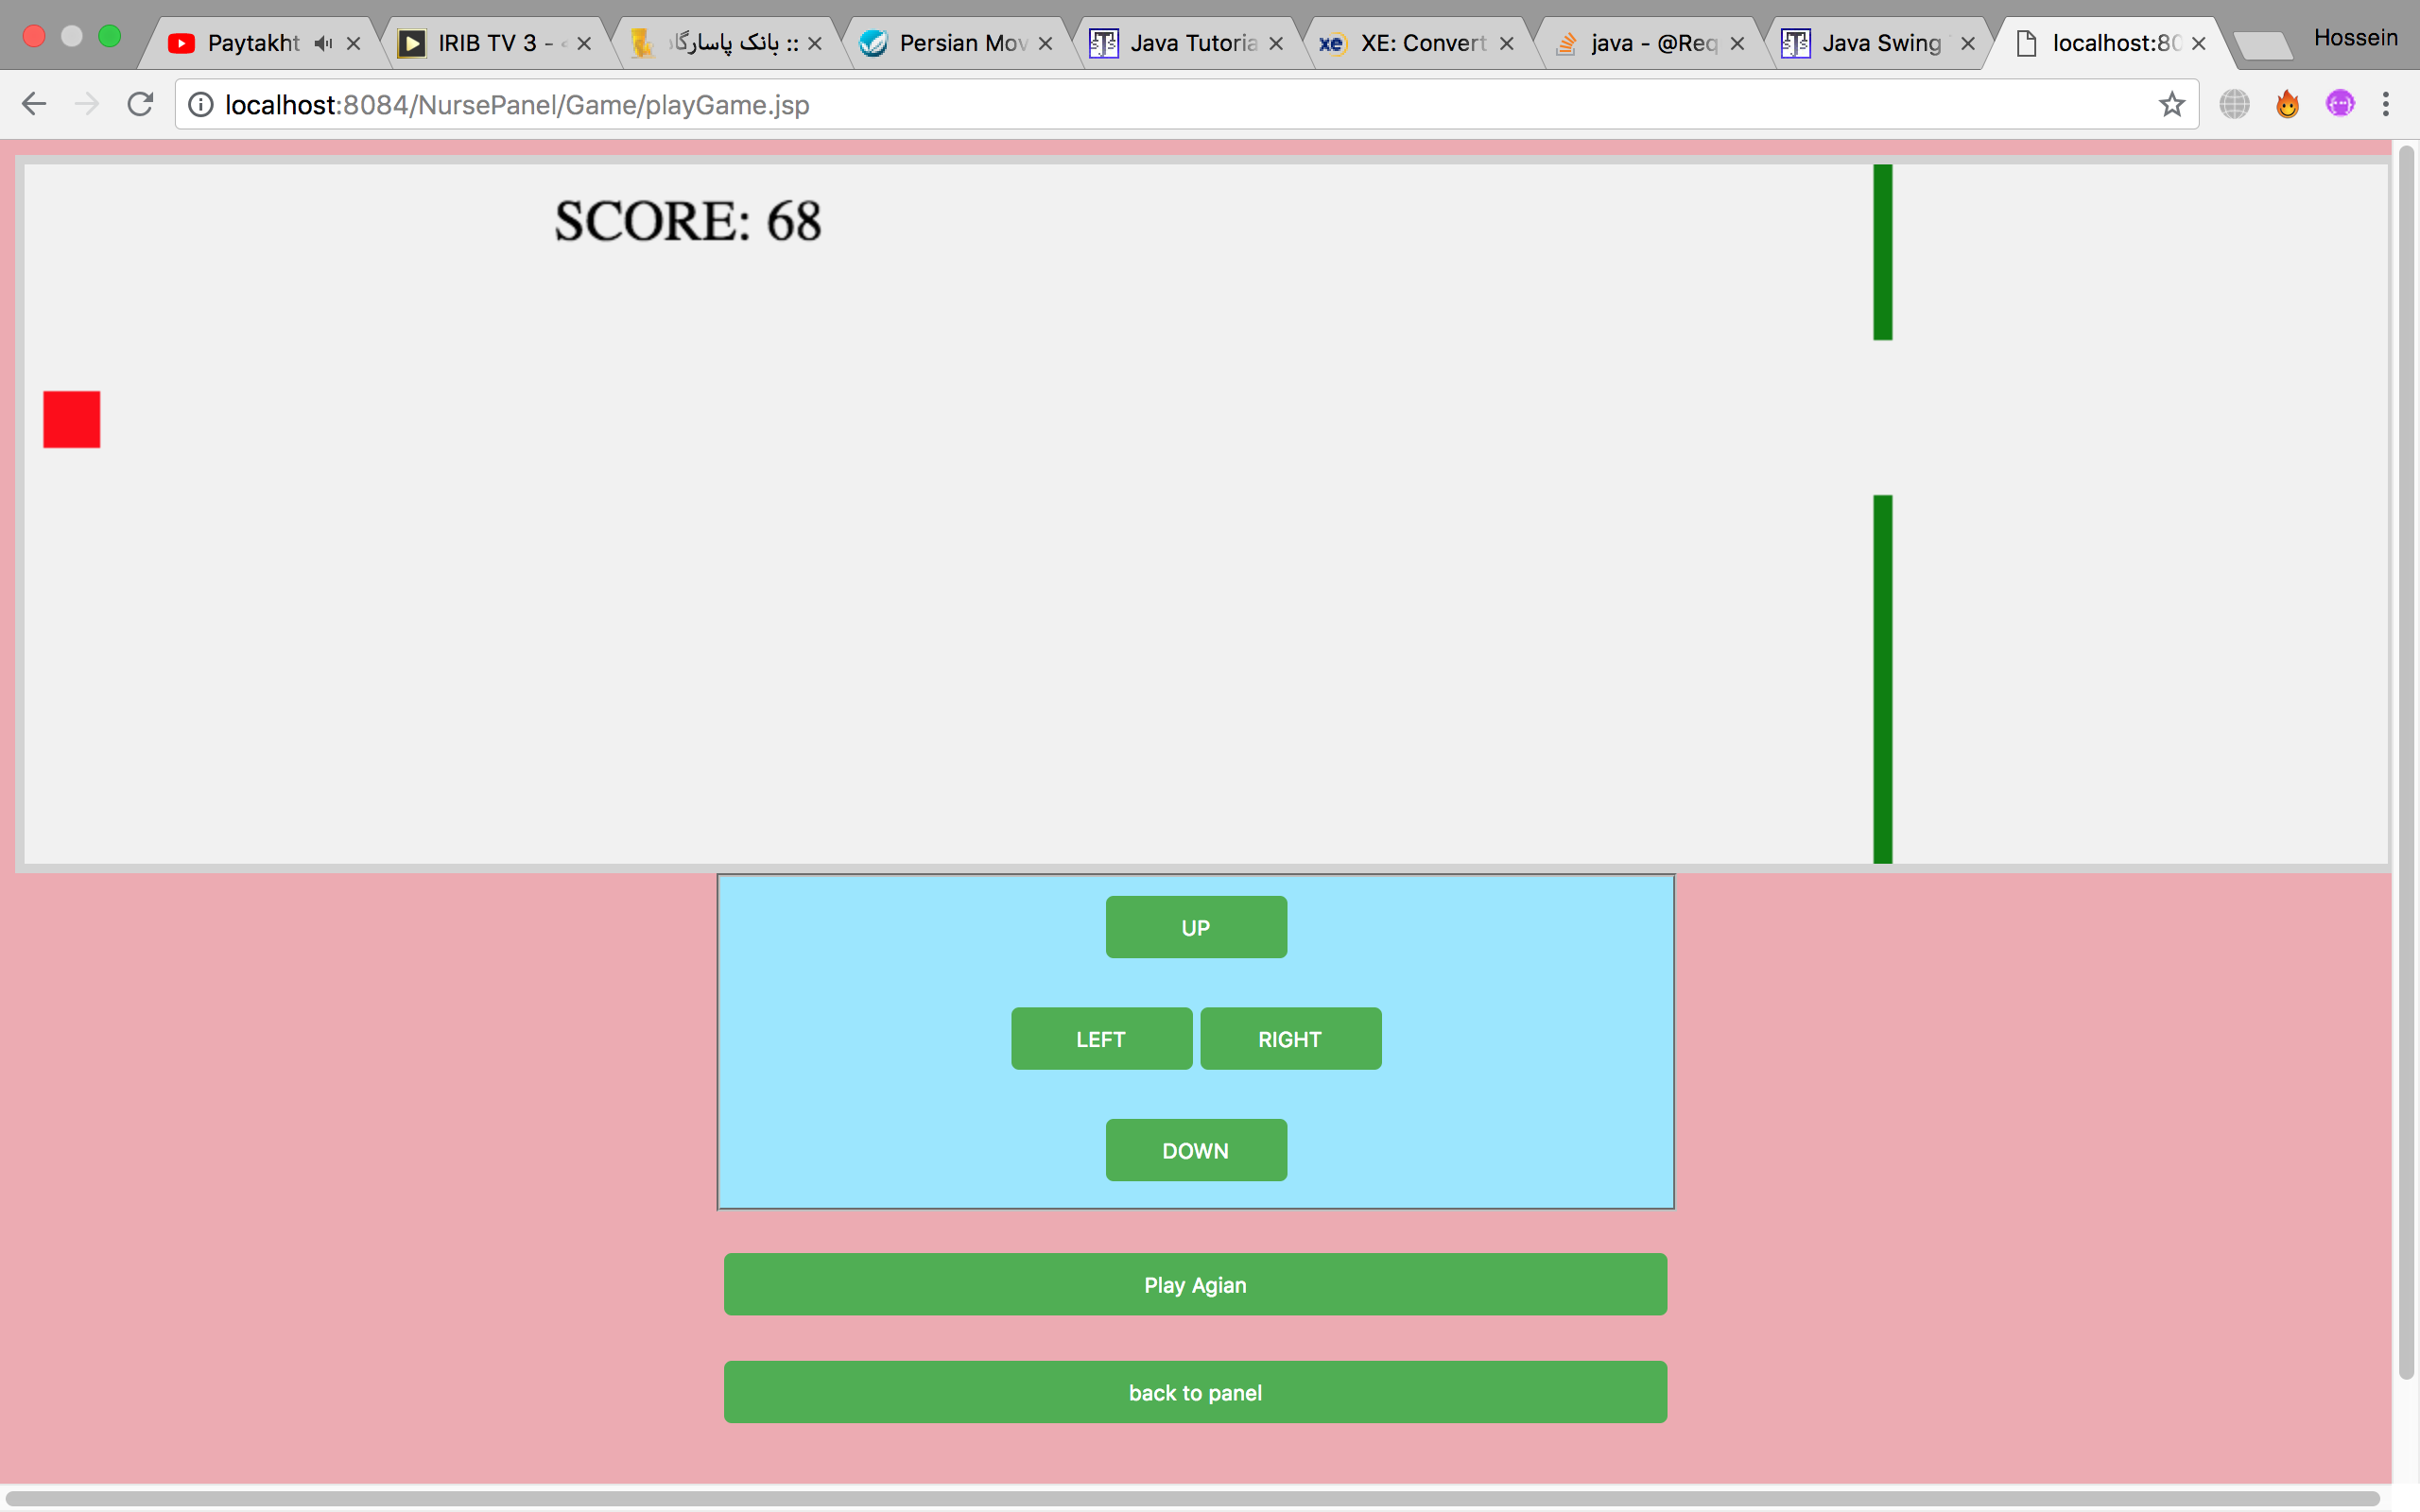 Paytakht
IRIB TV 3 -
بانک پاسارگاد ::
Persian Mov
Java Tutoria
XE: Convert
java - @Req
Java Swing
localhost:80
Hossein
localhost:8084/NursePanel/Game/playGame.jsp
SCORE: 68
UP
LEFT RIGHT
DOWN
Play Agian
back to panel